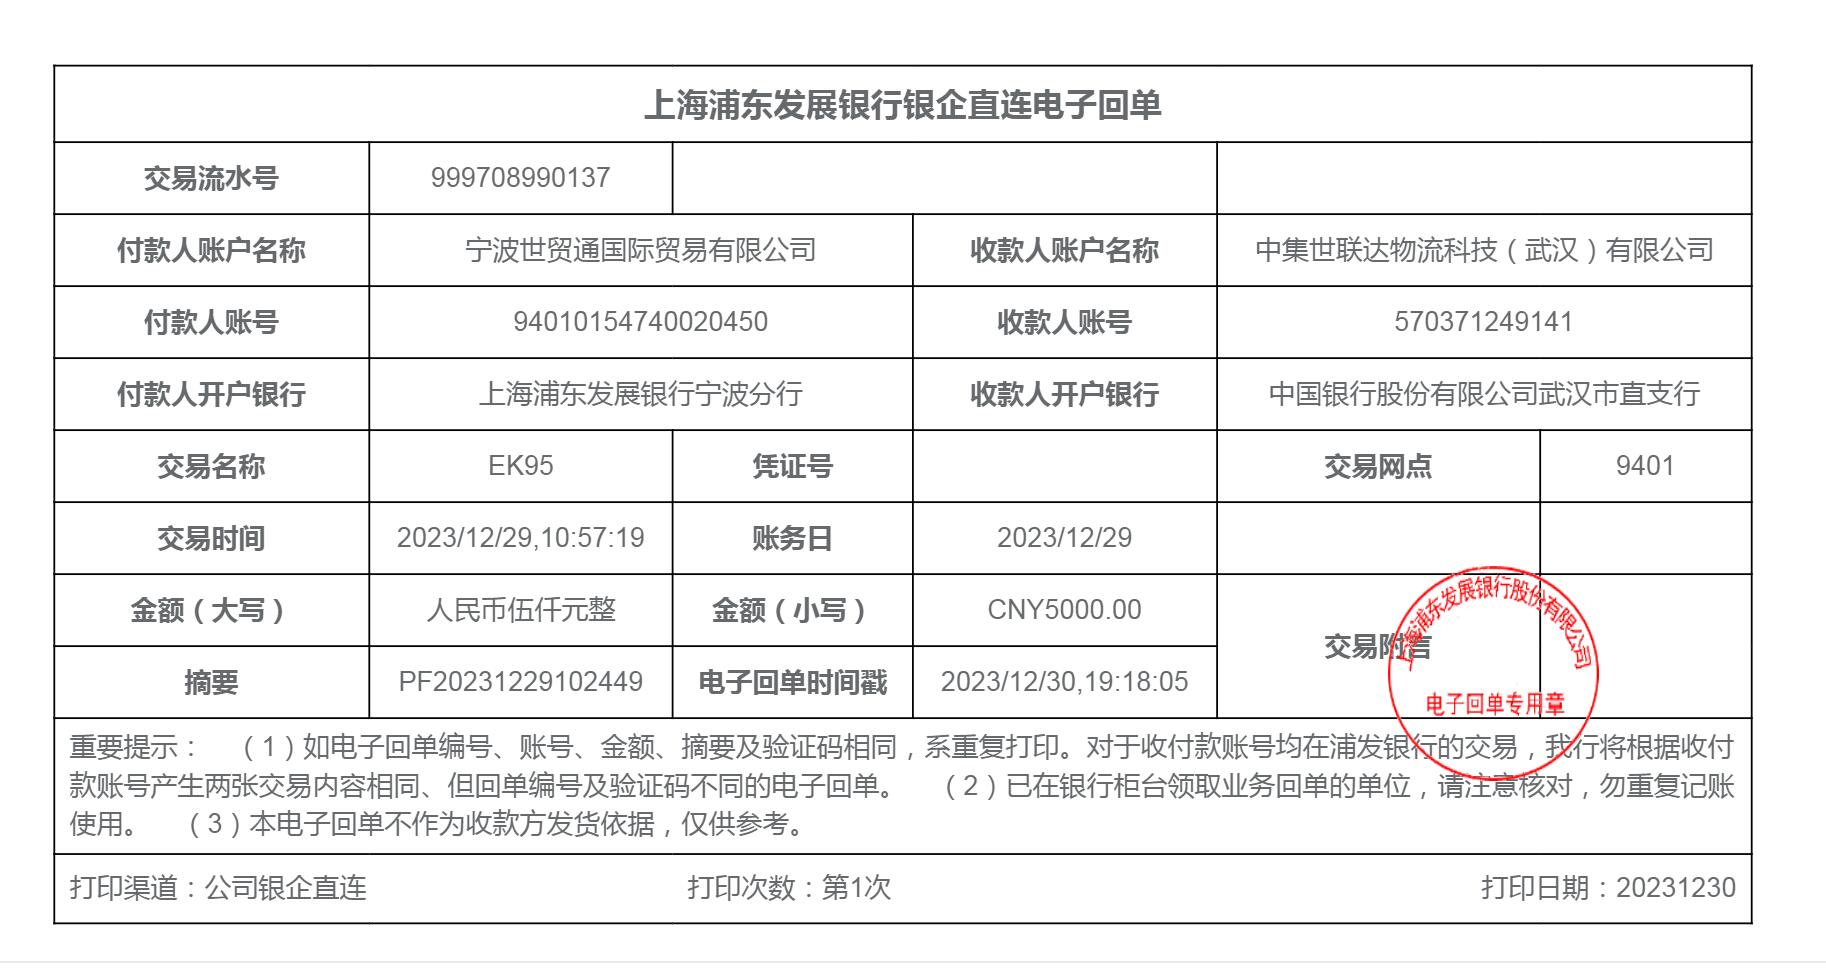 上海浦东发展银行银企直连电子回单
交易流水号 999708990137
付款人账户名称 宁波世贸通国际贸易有限公司 收款人账户名称 中集世联达物流科技（武汉）有限公司
付款人账号 94010154740020450 收款人账号 570371249141
付款人开户银行 上海浦东发展银行宁波分行 收款人开户银行 中国银行股份有限公司武汉市直支行
交易名称 EK95 凭证号 交易网点 9401
交易时间 2023/12/29,10:57:19 账务日 2023/12/29
金额（大写） 人民币伍仟元整 金额（小写） CNY5000.00
交易附言
摘要 PF20231229102449 电子回单时间戳 2023/12/30,19:18:05
上海浦东发展银行股份有限公司
电子回单专用章
重要提示： （1）如电子回单编号、账号、金额、摘要及验证码相同，系重复打印。对于收付款账号均在浦发银行的交易，我行将根据收付
款账号产生两张交易内容相同、但回单编号及验证码不同的电子回单。 （2）已在银行柜台领取业务回单的单位，请注意核对，勿重复记账
使用。 （3）本电子回单不作为收款方发货依据，仅供参考。
打印渠道：公司银企直连 打印次数：第1次 打印日期：20231230